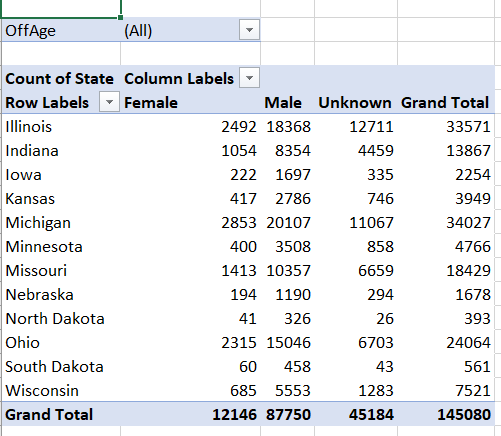 OffAge (All)
Count of State Column Labels
Row Labels Female Male Unknown Grand Total
Illinois 2492 18368 12711 33571
Indiana 1054 8354 4459 13867
Iowa 222 1697 335 2254
Kansas 417 2786 746 3949
Michigan 2853 20107 11067 34027
Minnesota 400 3508 858 4766
Missouri 1413 10357 6659 18429
Nebraska 194 1190 294 1678
North Dakota 41 326 26 393
Ohio 2315 15046 6703 24064
South Dakota 60 458 43 561
Wisconsin 685 5553 1283 7521
Grand Total 12146 87750 45184 145080